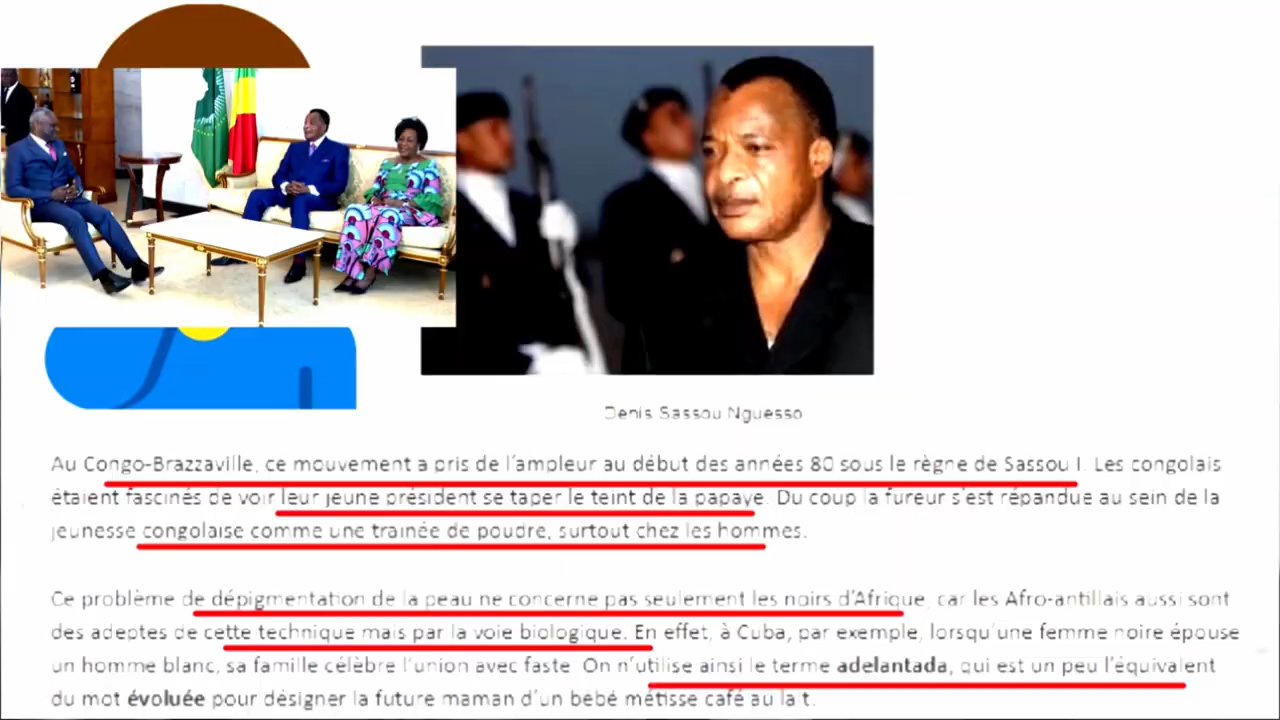 Denis Sassou Nguesso
Au Congo-Brazzaville, ce mouvement a pris de l'ampleur au début des années 80 sous le règne de Sassou I. Les congolais
étaient fascinés de voir leur jeune président se taper le teint de la papaye. Du coup la fureur s'est répandue au sein de la
jeunesse congolaise comme une trainée de poudre, surtout chez les hommes.
Ce problème de dépigmentation de la peau ne concerne pas seulement les noirs d'Afrique, car les Afro-antillais aussi sont
des adeptes de cette technique mais par la voie biologique. En effet, à Cuba, par exemple, lorsqu'une femme noire épouse
un homme blanc, sa famille célèbre l'union avec faste. On n'utilise ainsi le terme adelantada, qui est un peu l'équivalent
du mot évoluée pour désigner la future maman d'un bébé métisse café au la t.